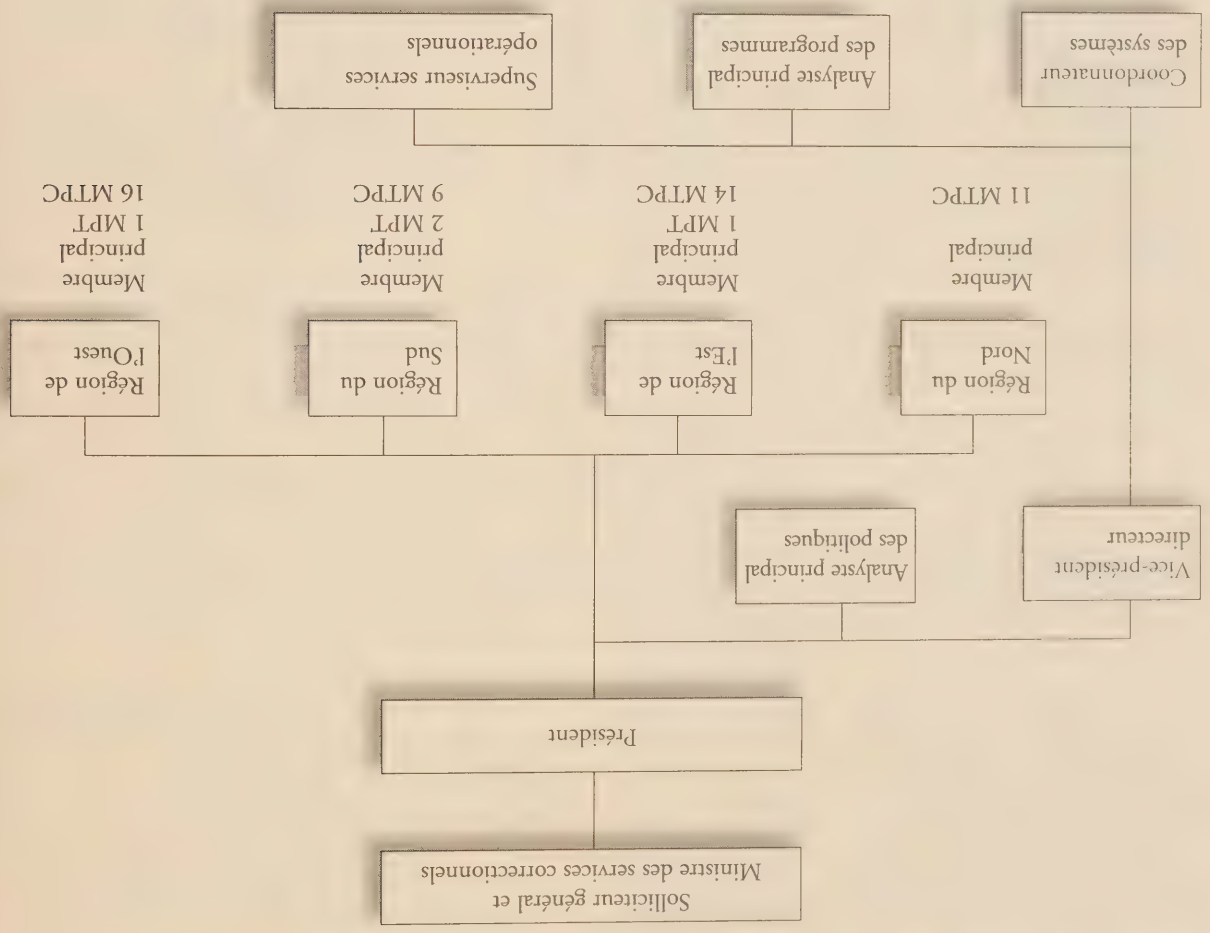 Solliciteur général et
Ministre des services correctionnels
Président
Vice-président
directeur
Analyste principal
des politiques
Région du
Nord
Membre
principal
11 MTPC
Région de
l'Est
Membre
principal
1 MPT
14 MTPC
Région du
Sud
Membre
principal
2 MPT
9 MTPC
Région de
l'Ouest
Membre
principal
1 MPT
16 MTPC
Coordonnateur
des systèmes
Analyste principal
des programmes
Superviseur services
opérationnels